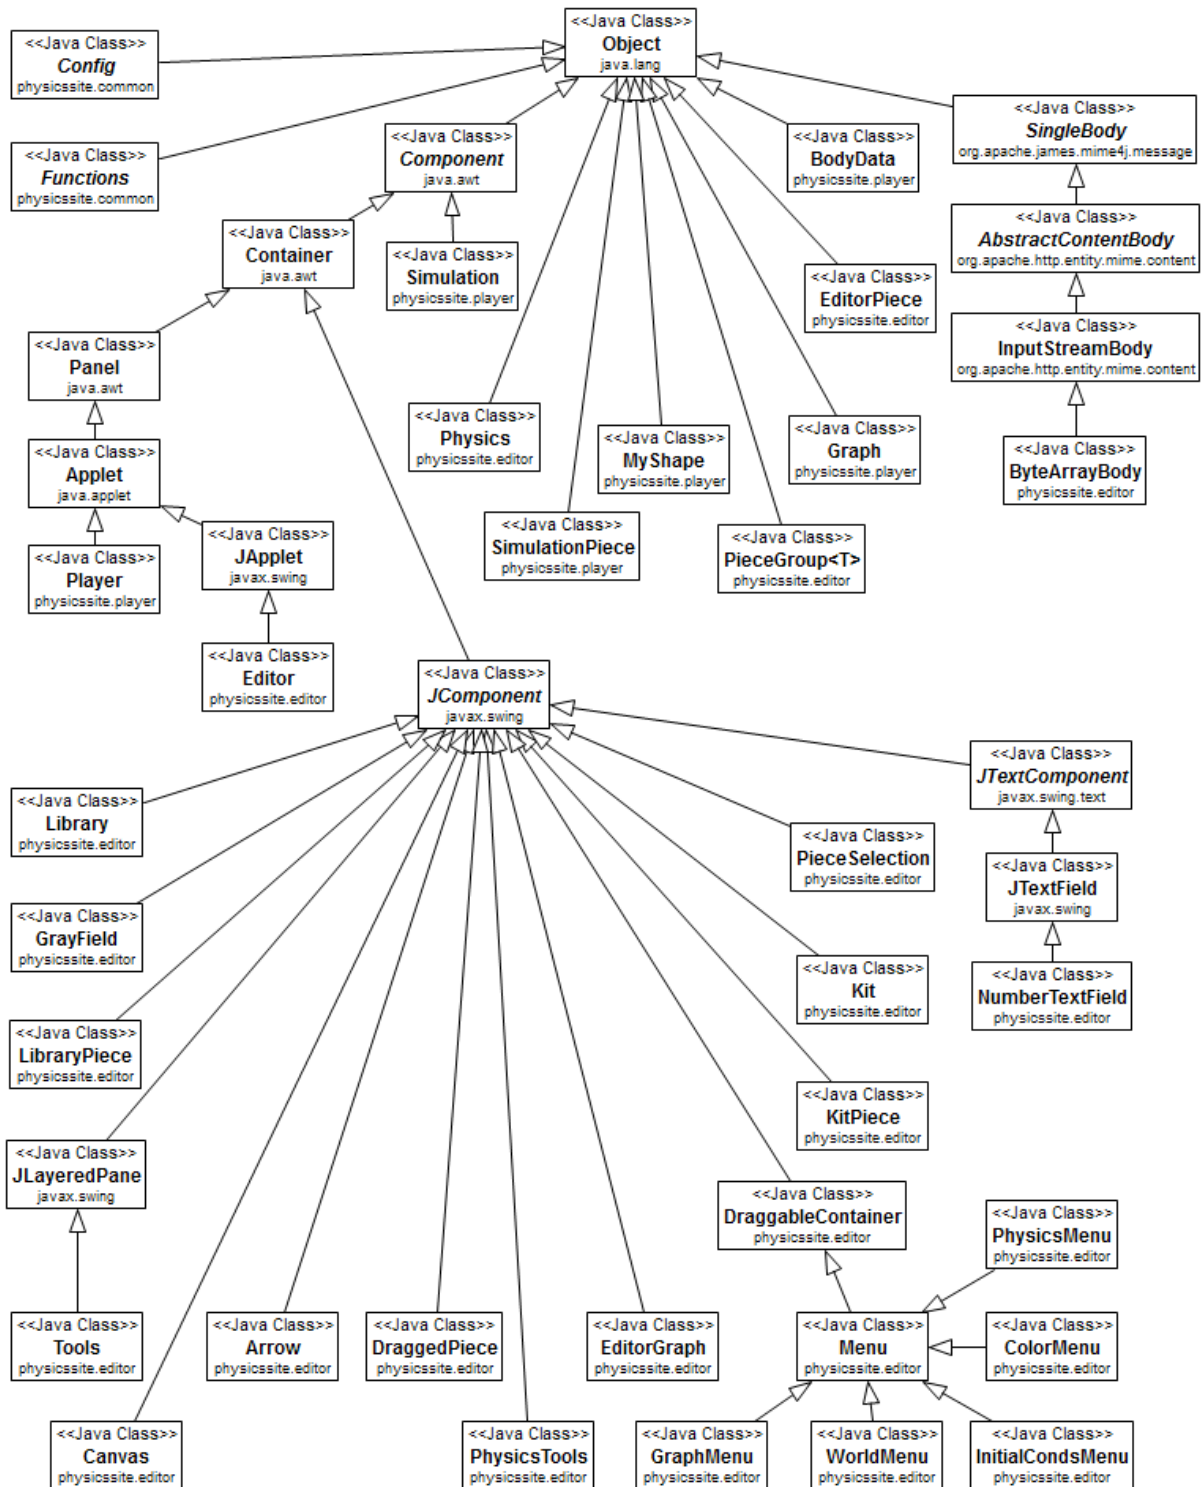 <<Java Class>>
Object
java.lang
<<Java Class>>
Config
physicssite.common
<<Java Class>>
SingleBody
org.apache.james.mime4j.message
<<Java Class>>
Functions
physicssite.common
<<Java Class>>
Component
java.awt
<<Java Class>>
BodyData
physicssite.player
<<Java Class>>
AbstractContentBody
org.apache.http.entity.mime.content
<<Java Class>>
Container
java.awt
<<Java Class>>
Simulation
physicssite.player
<<Java Class>>
EditorPiece
physicssite.editor
<<Java Class>>
InputStreamBody
org.apache.http.entity.mime.content
<<Java Class>>
Panel
java.awt
<<Java Class>>
Physics
physicssite.editor
<<Java Class>>
MyShape
physicssite.player
<<Java Class>>
Graph
physicssite.player
<<Java Class>>
ByteArrayBody
physicssite.editor
<<Java Class>>
Applet
java.applet
<<Java Class>>
SimulationPiece
physicssite.player
<<Java Class>>
PieceGroup<T>
physicssite.editor
<<Java Class>>
JApplet
javax.swing
<<Java Class>>
Player
physicssite.player
<<Java Class>>
Editor
physicssite.editor
<<Java Class>>
JComponent
javax.swing
<<Java Class>>
JTextComponent
javax.swing.text
<<Java Class>>
Library
physicssite.editor
<<Java Class>>
PieceSelection
physicssite.editor
<<Java Class>>
JTextField
javax.swing
<<Java Class>>
GrayField
physicssite.editor
<<Java Class>>
Kit
physicssite.editor
<<Java Class>>
NumberTextField
physicssite.editor
<<Java Class>>
LibraryPiece
physicssite.editor
<<Java Class>>
KitPiece
physicssite.editor
<<Java Class>>
JLayeredPane
javax.swing
<<Java Class>>
DraggableContainer
physicssite.editor
<<Java Class>>
PhysicsMenu
physicssite.editor
<<Java Class>>
Tools
physicssite.editor
<<Java Class>>
Arrow
physicssite.editor
<<Java Class>>
DraggedPiece
physicssite.editor
<<Java Class>>
EditorGraph
physicssite.editor
<<Java Class>>
Menu
physicssite.editor
<<Java Class>>
ColorMenu
physicssite.editor
<<Java Class>>
Canvas
physicssite.editor
<<Java Class>>
PhysicsTools
physicssite.editor
<<Java Class>>
GraphMenu
physicssite.editor
<<Java Class>>
WorldMenu
physicssite.editor
<<Java Class>>
InitialCondsMenu
physicssite.editor